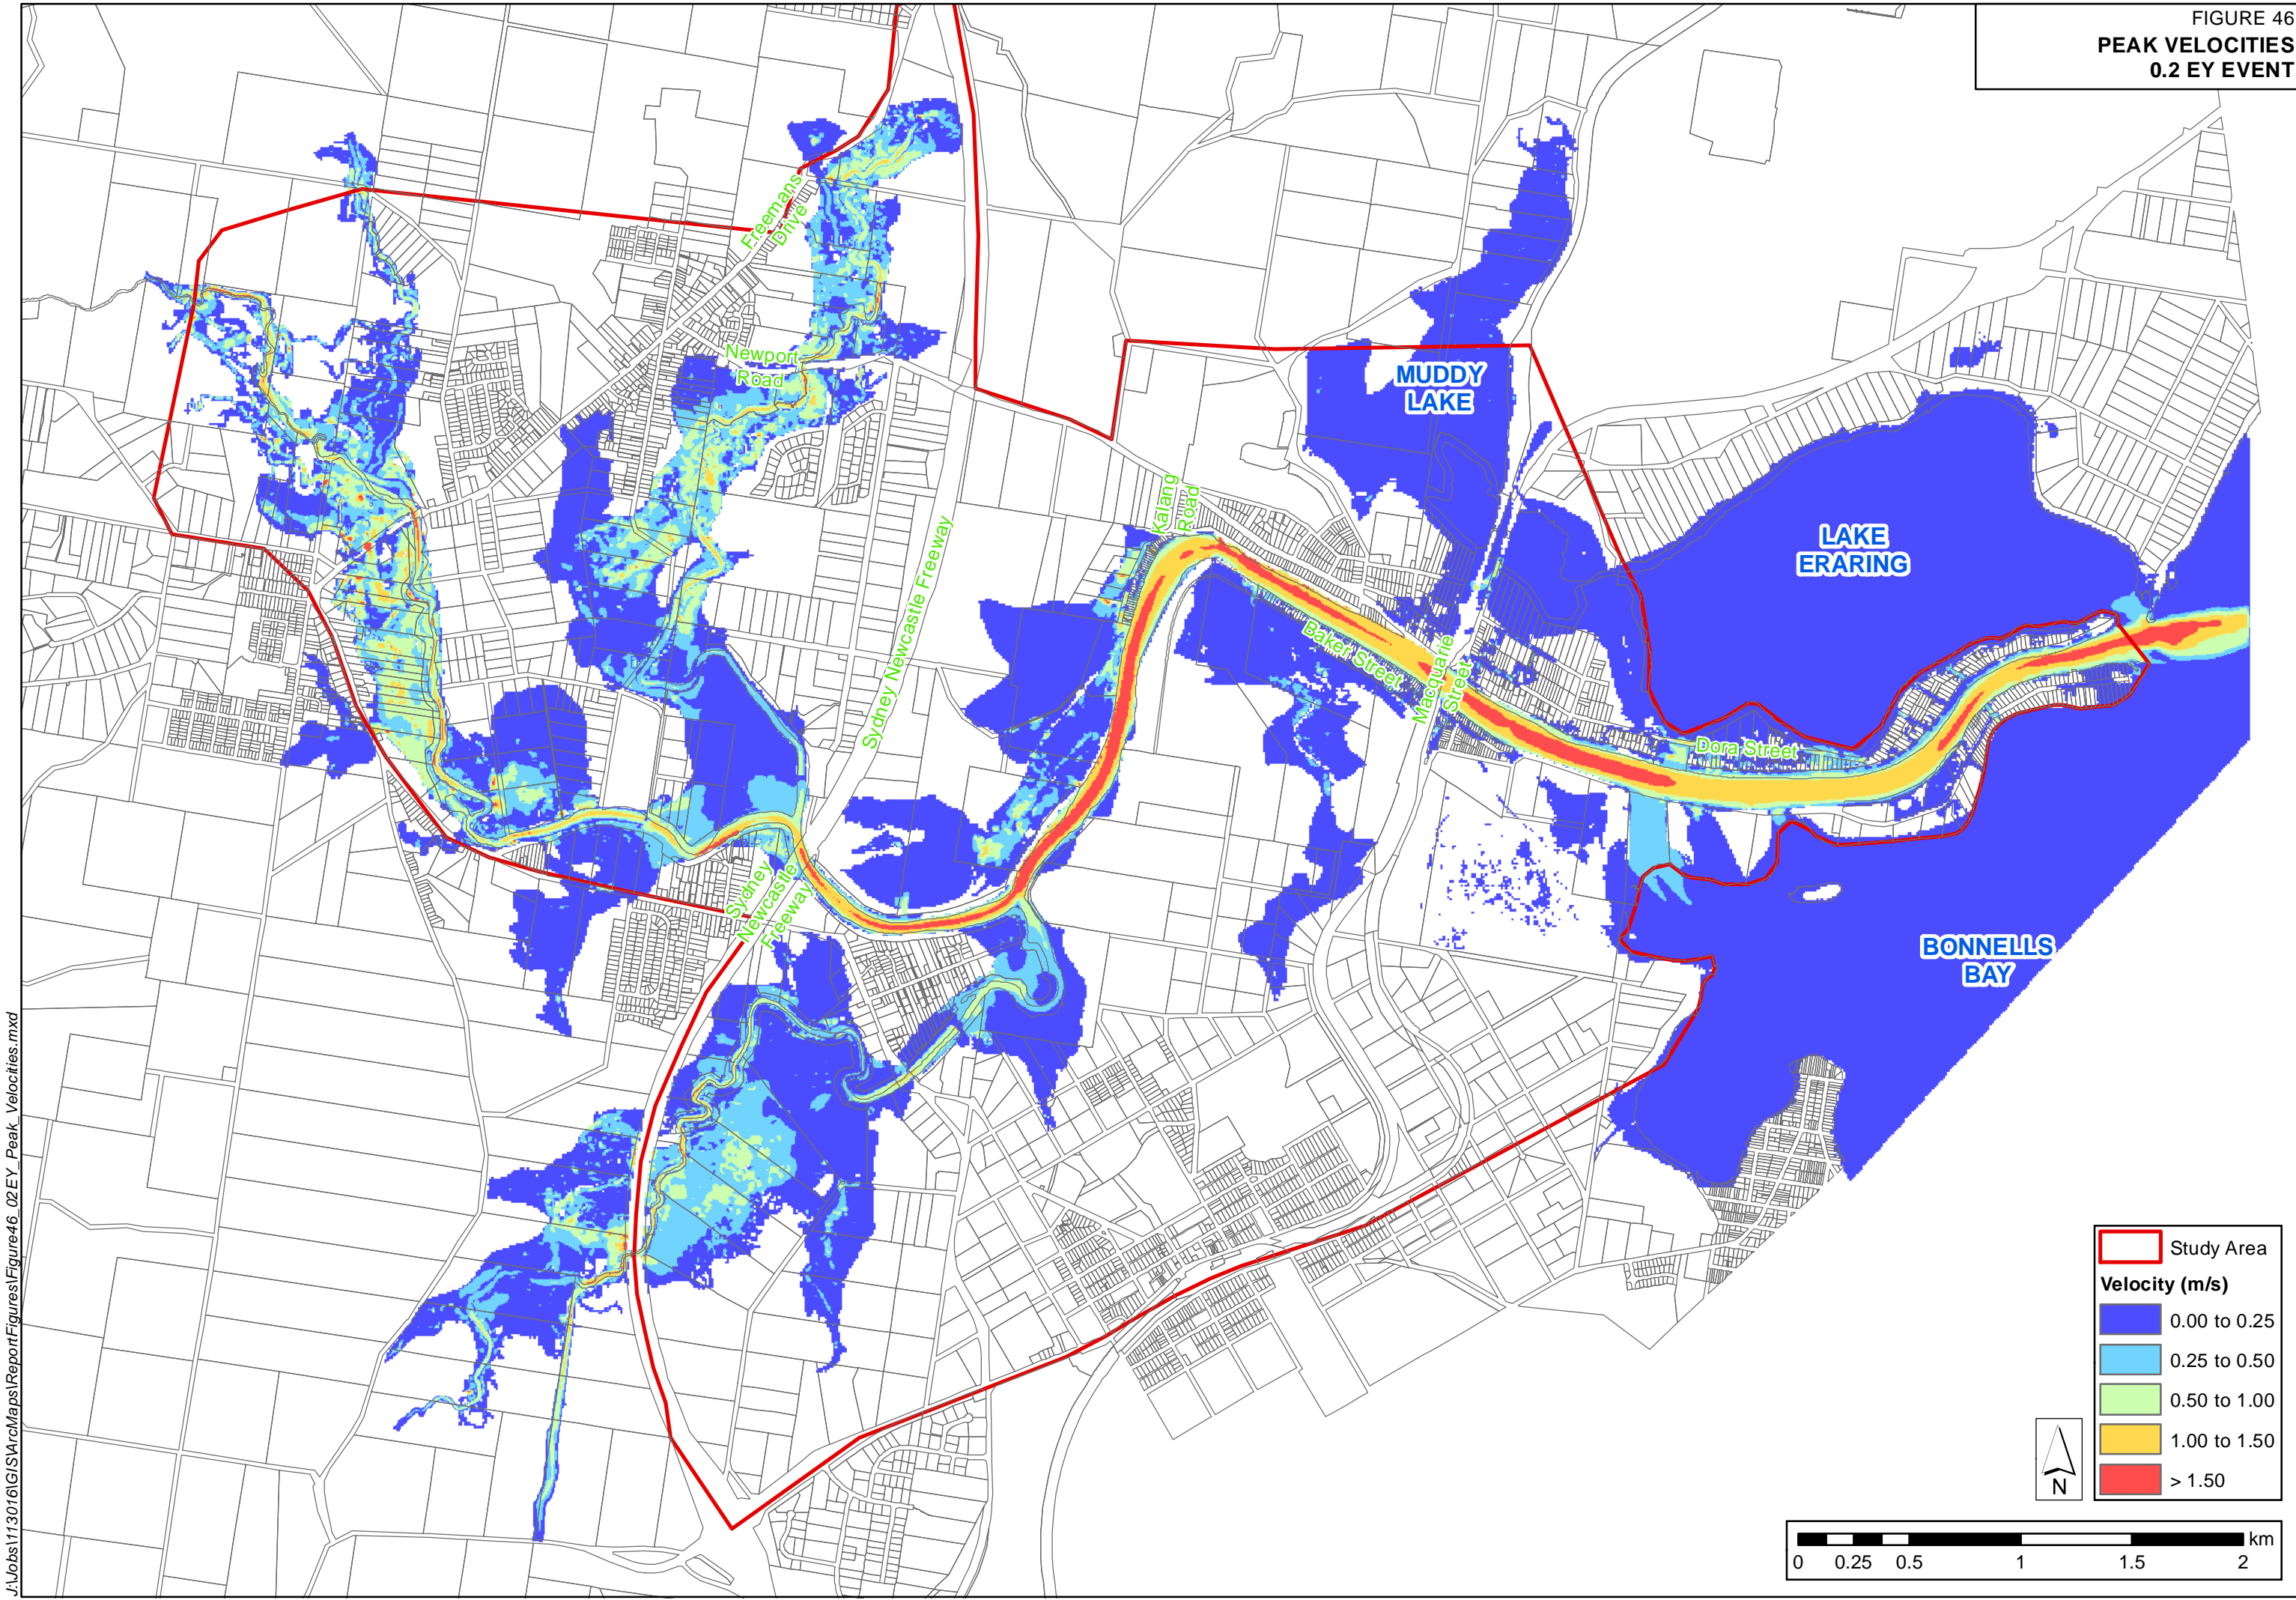 FIGURE 46
PEAK VELOCITIES
0.2 EY EVENT
Freemans
Drive
Newport
Road
MUDDY
LAKE
Kalang
Road
LAKE
ERARING
Sydney Newcastle Freeway
Baker Street
Macquarie
Street
Dora Street
Sydney
Newcastle
Freeway
BONNELLS
BAY
Study Area
Velocity (m/s)
0.00 to 0.25
0.25 to 0.50
0.50 to 1.00
1.00 to 1.50
> 1.50
N
km
0 0.25 0.5 1 1.5 2
J:\Jobs\113016\GIS\ArcMaps\ReportFigures\Figure46_02EY_Peak_Velocities.mxd